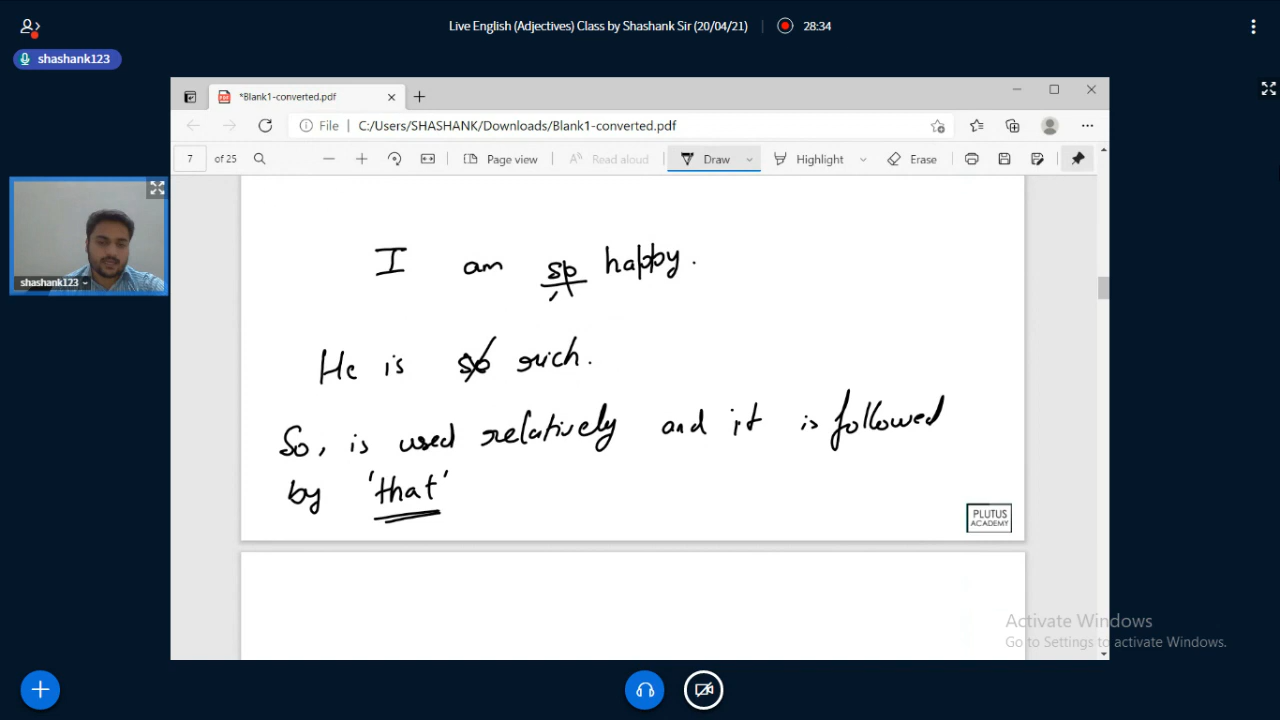 Live English (Adjectives) Class by Shashank Sir (20/04/21)
28:34
shashank123
*Blank1-converted.pdf
File C:/Users/SHASHANK/Downloads/Blank1-converted.pdf
7 of 25 Page view Read aloud Draw Highlight Erase
I am so happy.
shashank123
He is so rich.
So, is used relatively and it is followed
by 'that'
PLUTUS
ACADEMY
Activate Windows
Go to Settings to activate Windows.